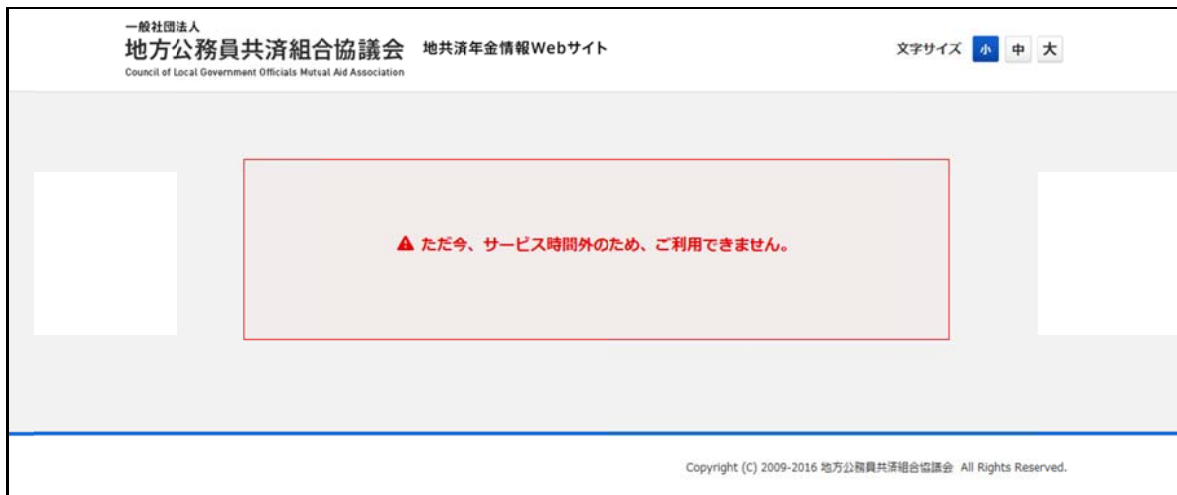 一般社団法人
地方公務員共済組合協議会 地共済年金情報Webサイト 文字サイズ 小 中 大
Council of Local Government Officials Mutual Aid Association
ただ今、サービス時間外のため、ご利用できません。
Copyright (C) 2009-2016 地方公務員共済組合協議会 All Rights Reserved.